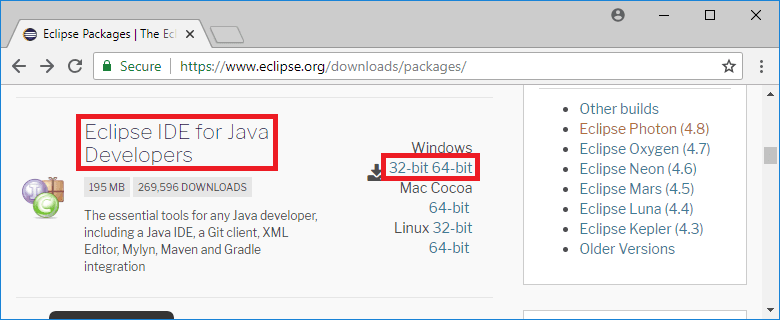 Eclipse Packages | The Ecl
Secure
https://www.eclipse.org/downloads/packages/
Eclipse IDE for Java
Developers
195 MB
269,596 DOWNLOADS
The essential tools for any Java developer,
including a Java IDE, a Git client, XML
Editor, Mylyn, Maven and Gradle
integration
Windows
32-bit 64-bit
Mac Cocoa
64-bit
Linux 32-bit
64-bit
Other builds
Eclipse Photon (4.8)
Eclipse Oxygen (4.7)
Eclipse Neon (4.6)
Eclipse Mars (4.5)
Eclipse Luna (4.4)
Eclipse Kepler (4.3)
Older Versions